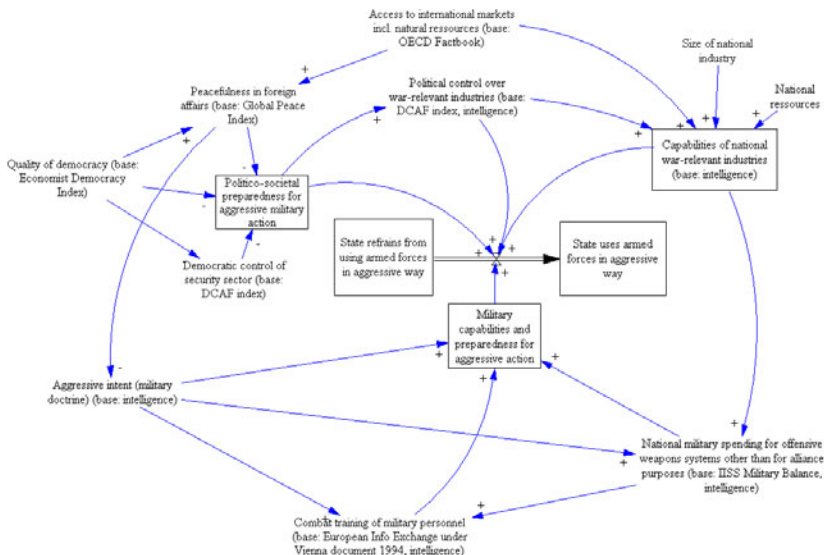 Access to international markets
incl. natural ressources (base:
OECD Factbook)
Size of national
industry
National
ressources
Peacefulness in foreign
affairs (base: Global Peace
Index)
Political control over
war-relevant industries (base:
DCAF index, intelligence)
Capabilities of national
war-relevant industries
(base: intelligence)
Quality of democracy (base:
Economist Democracy
Index)
Politico-societal
preparedness for
aggressive military
action
State refrains from
using armed forces
in aggressive way
State uses armed
forces in aggressive
way
Democratic control of
security sector (base:
DCAF index)
Military
capabilities and
preparedness for
aggressive action
Aggressive intent (military
doctrine) (base: intelligence)
National military spending for offensive
weapons systems other than for alliance
purposes (base: IISS Military Balance,
intelligence)
Combat training of military personnel
(base: European Info Exchange under
Vienna document 1994, intelligence)